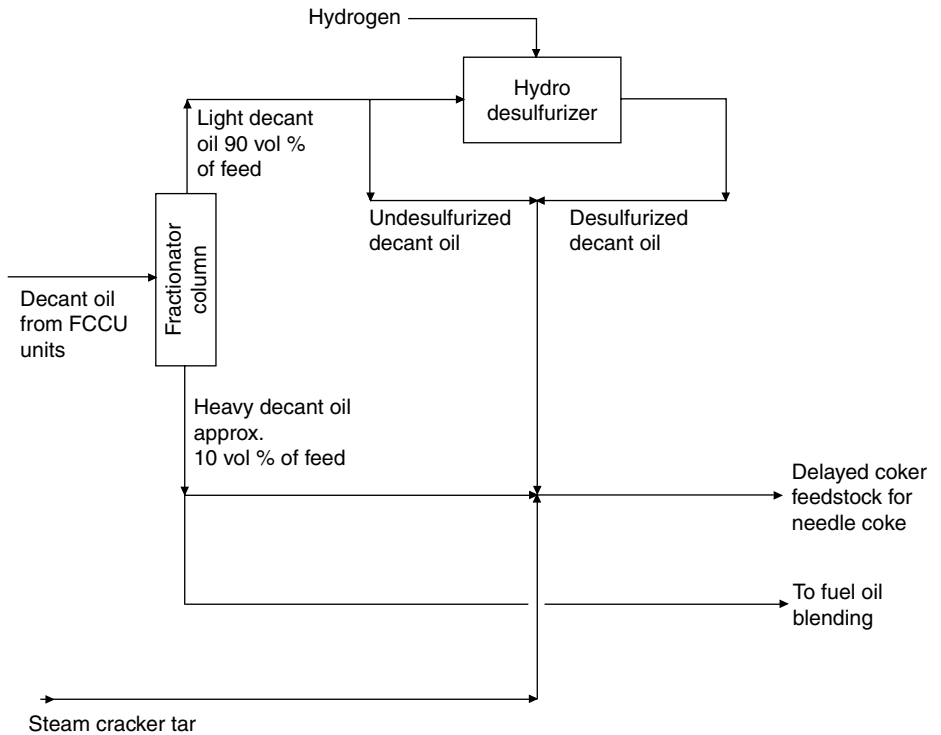 Hydrogen
Hydro
desulfurizer
Light decant
oil 90 vol %
of feed
Undesulfurized
decant oil
Desulfurized
decant oil
Fractionator
column
Decant oil
from FCCU
units
Heavy decant oil
approx.
10 vol % of feed
Delayed coker
feedstock for
needle coke
To fuel oil
blending
Steam cracker tar